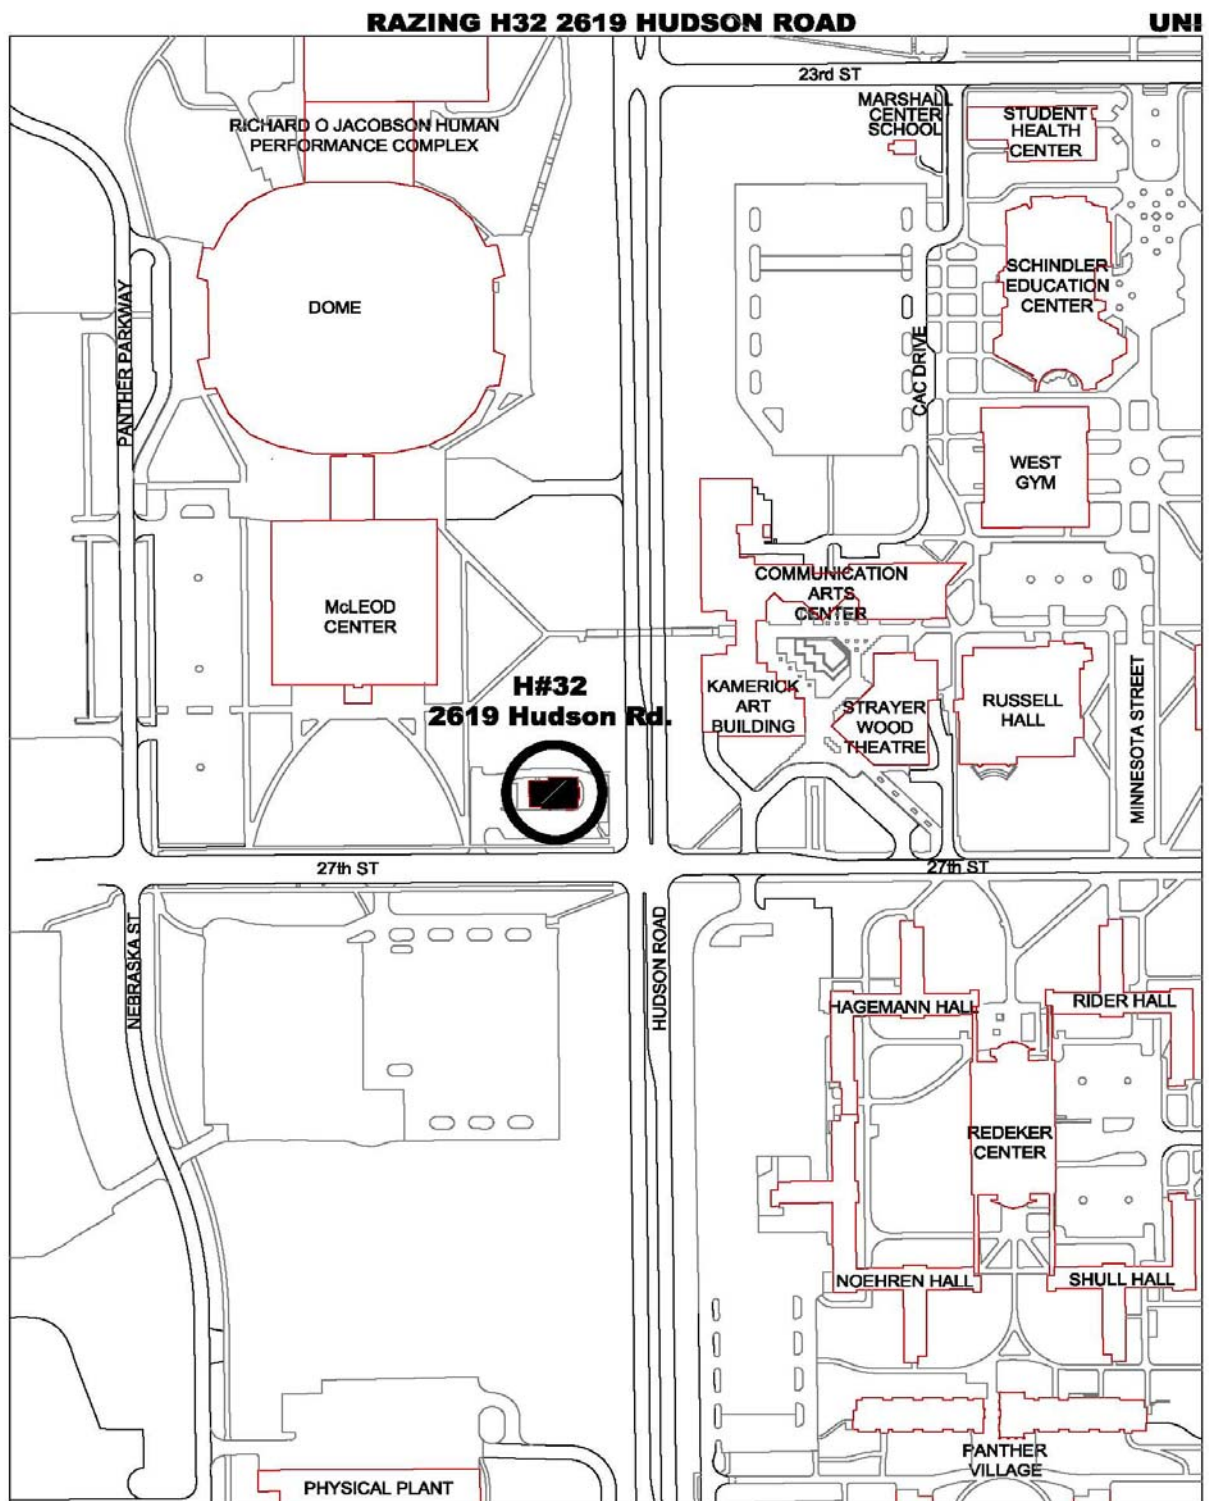 RAZING H32 2619 HUDSON ROAD
UNI
23rd ST
MARSHALL
CENTER
SCHOOL
STUDENT
HEALTH
CENTER
RICHARD O JACOBSON HUMAN
PERFORMANCE COMPLEX
DOME
SCHINDLER
EDUCATION
CENTER
PANTHER PARKWAY
CAC DRIVE
WEST
GYM
McLEOD
CENTER
COMMUNICATION
ARTS
CENTER
H#32
2619 Hudson Rd.
KAMERICK
ART
BUILDING
STRAYER
WOOD
THEATRE
RUSSELL
HALL
MINNESOTA STREET
27th ST
27th ST
NEBRASKA ST
HUDSON ROAD
HAGEMANN HALL
RIDER HALL
REDEKER
CENTER
NOEHREN HALL
SHULL HALL
PANTHER
VILLAGE
PHYSICAL PLANT